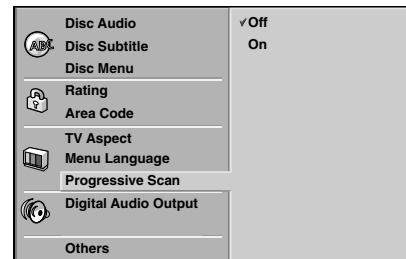 Disc Audio
ABC Disc Subtitle
Disc Menu
Rating
Area Code
TV Aspect
Menu Language
Progressive Scan
Digital Audio Output
Others
✓Off
On